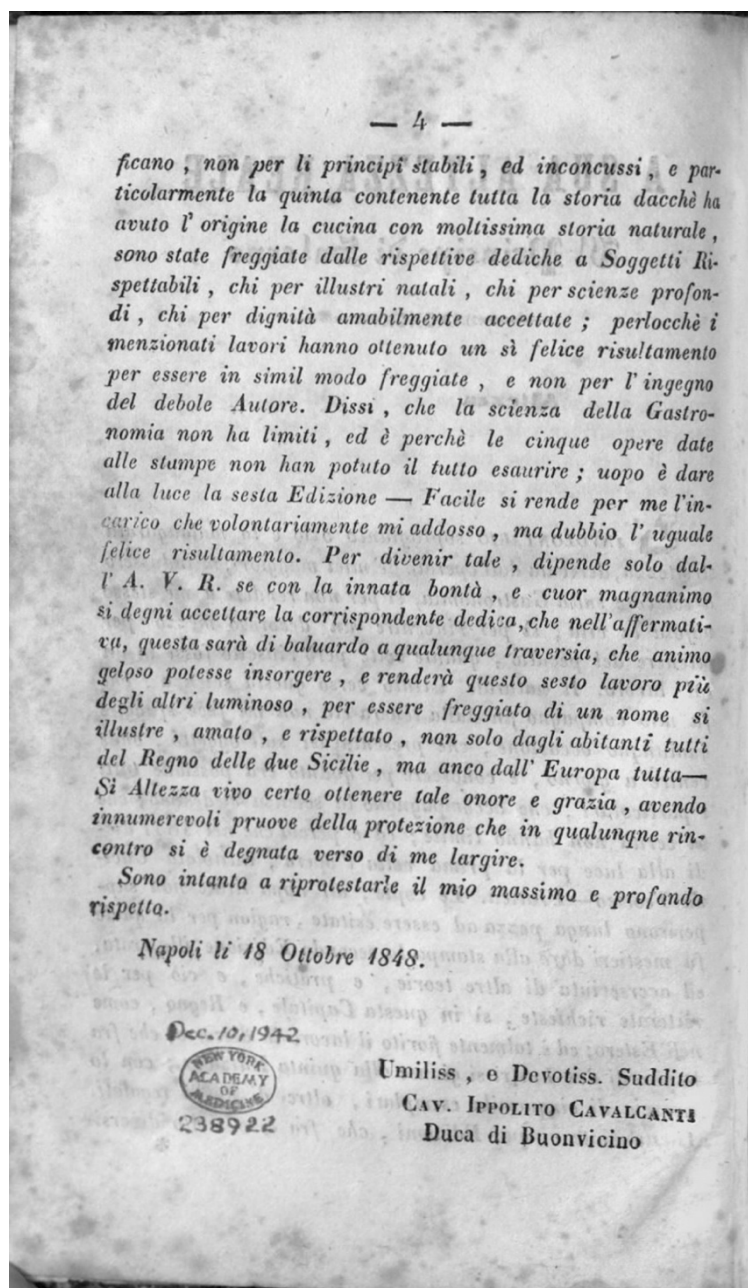 — 4 —
ficano , non per li principî stabili , ed inconcussi , e par-
ticolarmente la quinta contenente tutta la storia dacchè ha
avuto l' origine la cucina con moltissima storia naturale ,
sono state freggiate dalle rispettive dediche a Soggetti Ri-
spettabili , chi per illustri natali , chi per scienze profon-
di , chi per dignità amabilmente accettate ; perlocchè i
menzionati lavori hanno ottenuto un sì felice risultamento
per essere in simil modo freggiate , e non per l' ingegno
del debole Autore. Dissi , che la scienza della Gastro-
nomia non ha limiti , ed è perchè le cinque opere date
alle stampe non han potuto il tutto esaurire ; uopo è dare
alla luce la sesta Edizione — Facile si rende per me l'in-
carico che volontariamente mi addosso , ma dubbio l' uguale
felice risultamento. Per divenir tale , dipende solo dal-
l' A. V. R. se con la innata bontà , e cuor magnanimo
si degni accettare la corrispondente dedica, che nell'affermati-
va, questa sarà di baluardo a qualunque traversia, che animo
geloso potesse insorgere , e renderà questo sesto lavoro più
degli altri luminoso , per essere freggiato di un nome si
illustre , amato , e rispettato , non solo dagli abitanti tutti
del Regno delle due Sicilie , ma anco dall' Europa tutta—
Sì Altezza vivo certo ottenere tale onore e grazia , avendo
innumerevoli pruove della protezione che in qualunqne rin-
contro si è degnata verso di me largire.
Sono intanto a riprotestarle il mio massimo e profondo
rispetto.
Napoli li 18 Ottobre 1848.
Dec. 10, 1942
NEW YORK
ACADEMY
OF
MEDICINE
238922
Umiliss , e Devotiss. Suddito
CAV. IPPOLITO CAVALCANTI
Duca di Buonvicino